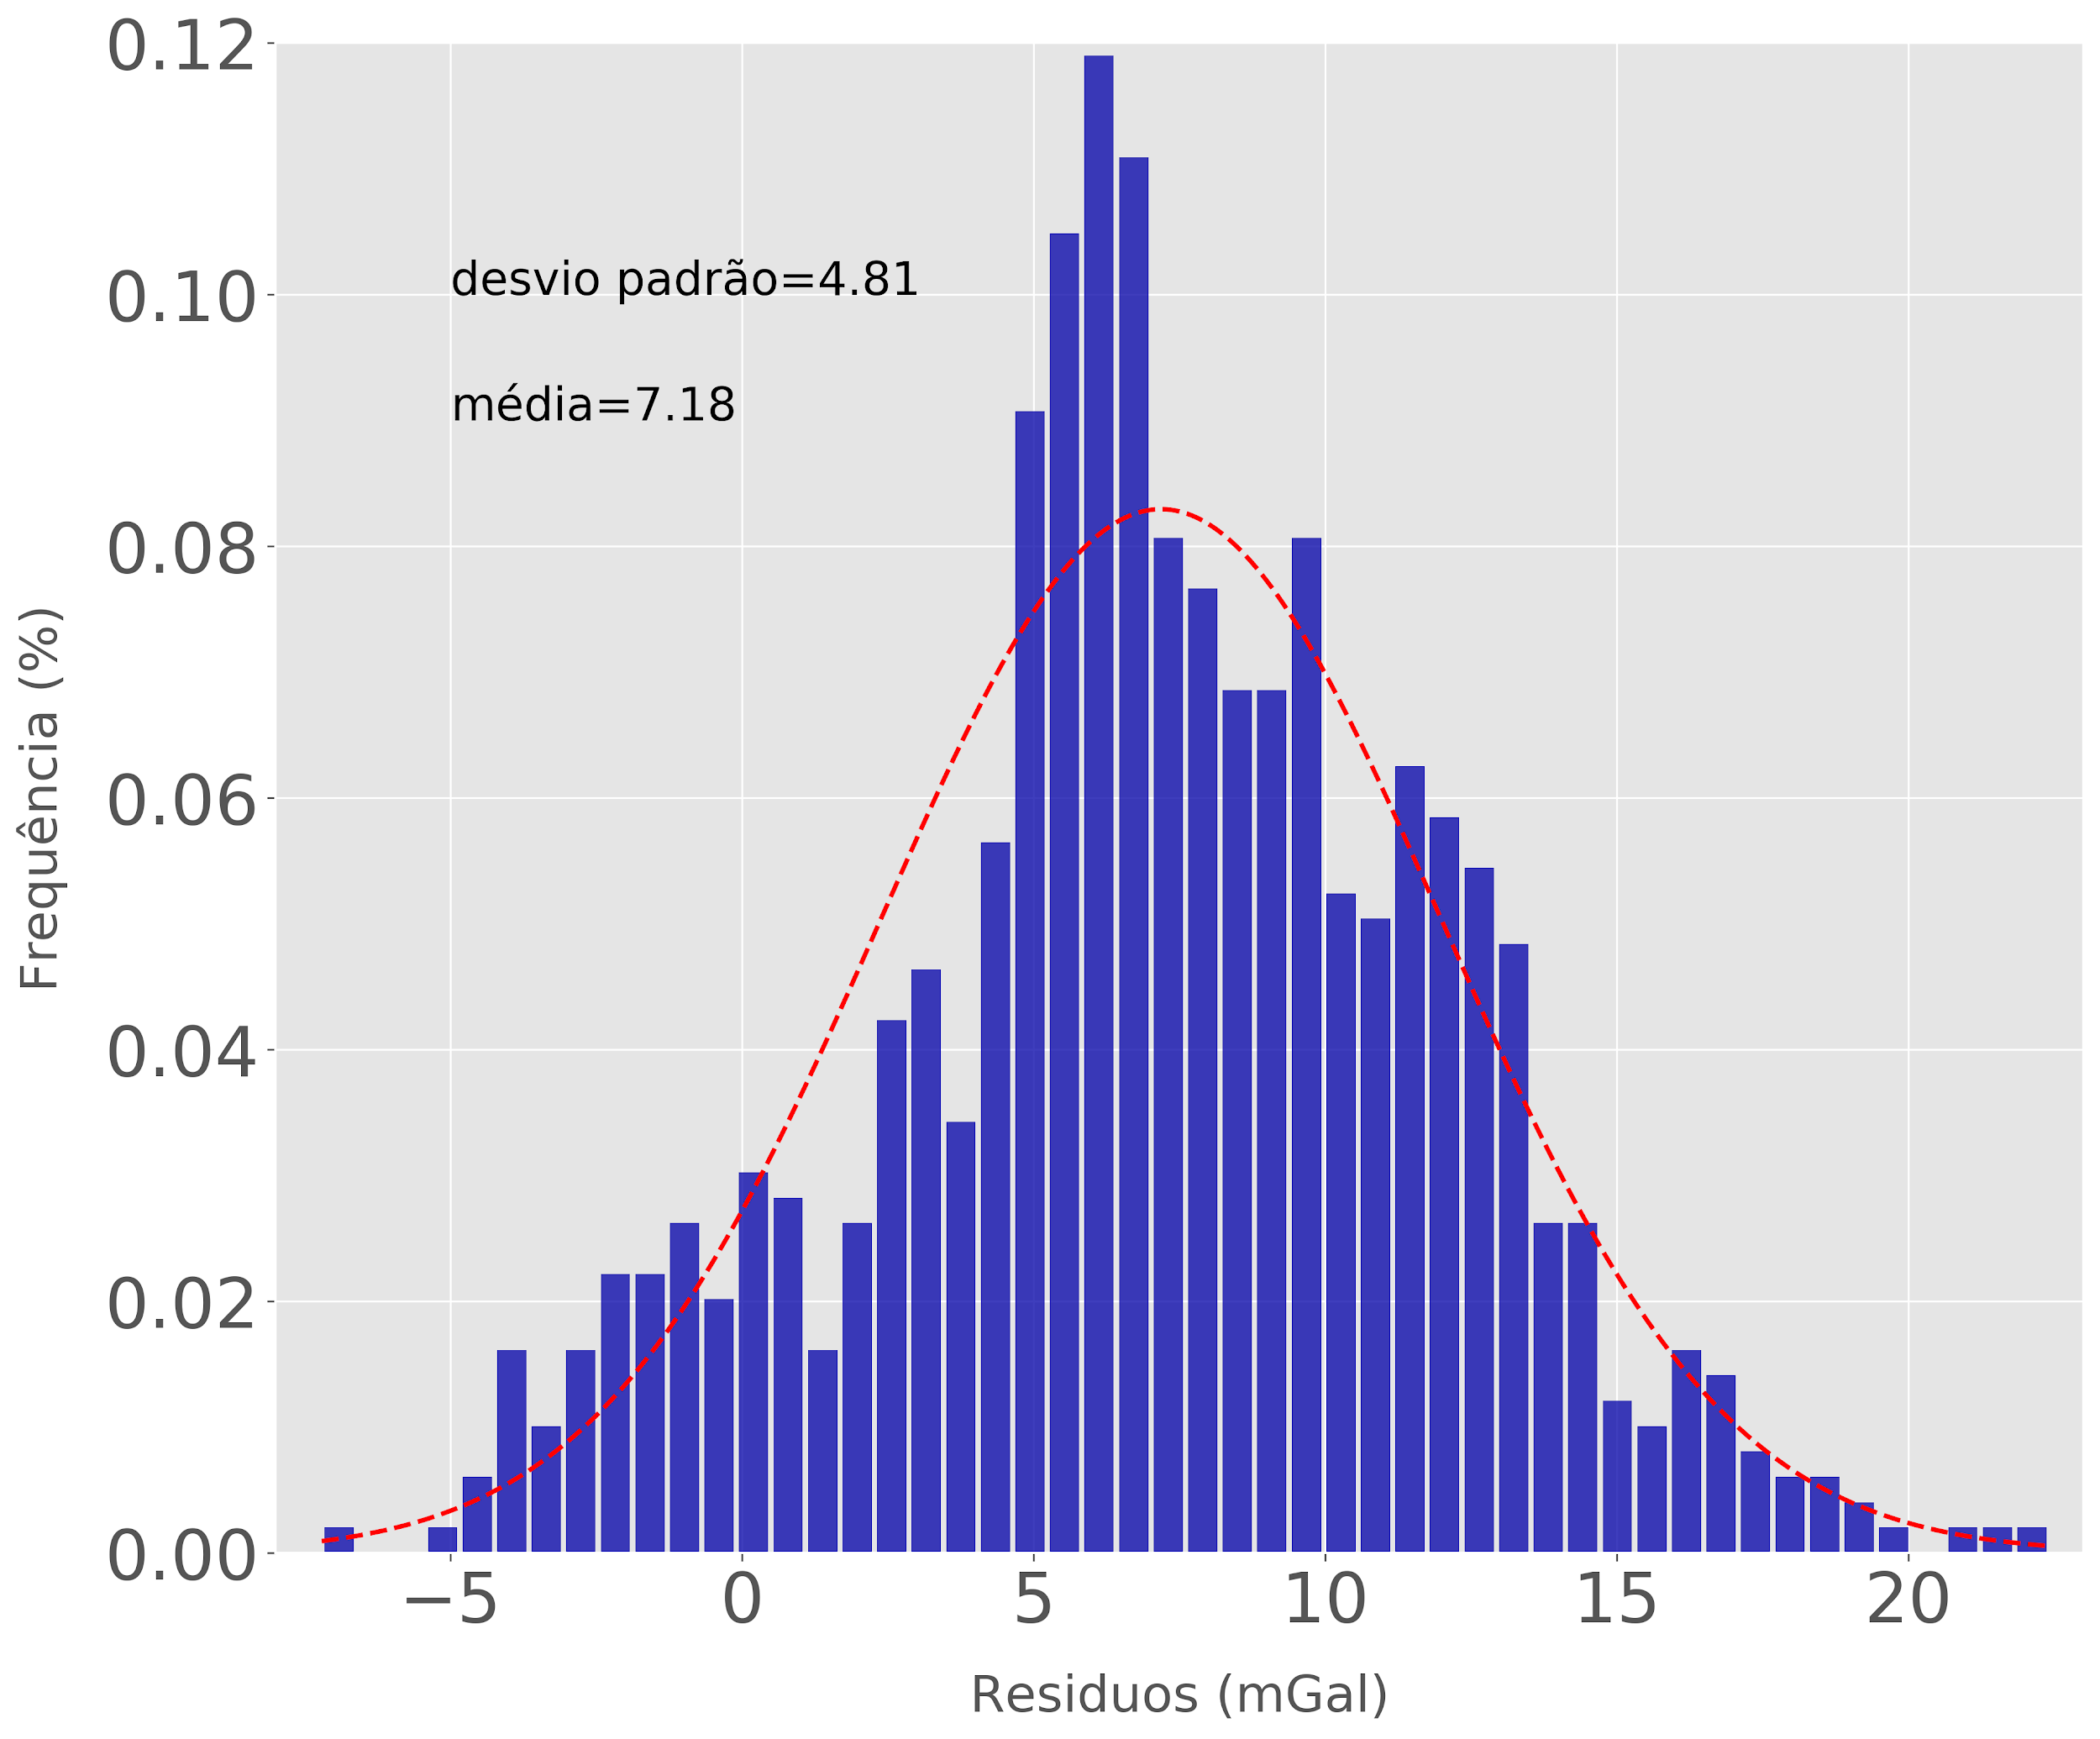 0.12
0.10
0.08
0.06
0.04
0.02
0.00
Frequência (%)
desvio padrão=4.81
média=7.18
−5 0 5 10 15 20
Residuos (mGal)